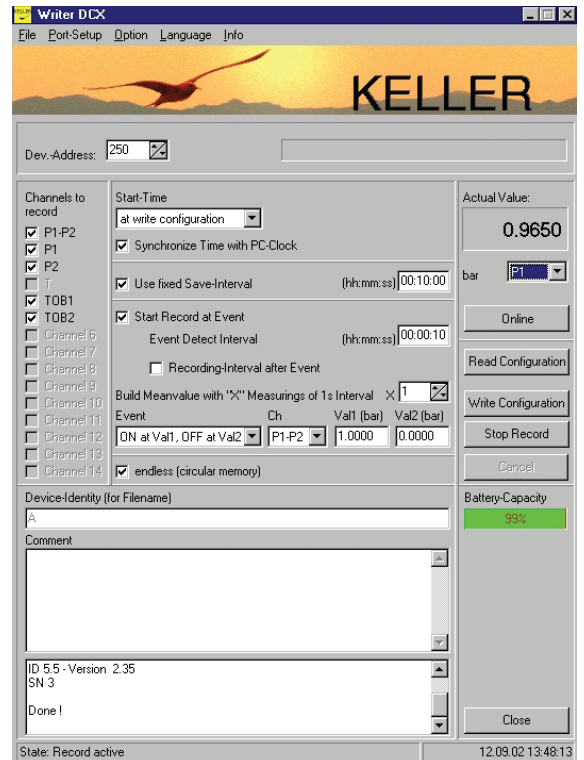 Writer DCX
File Port-Setup Option Language Info
KELLER
Dev.-Address: 250
Channels to record
P1-P2
P1
P2
T
TOB1
TOB2
Channel 6
Channel 7
Channel 8
Channel 9
Channel 10
Channel 11
Channel 12
Channel 13
Channel 14
Start-Time
at write configuration
Synchronize Time with PC-Clock
Use fixed Save-Interval (hh:mm:ss) 00:10:00
Start Record at Event
Event Detect Interval (hh:mm:ss) 00:00:10
Recording-Interval after Event
Build Meanvalue with "X" Measurings of 1s Interval X 1
Event Ch Val1 (bar) Val2 (bar)
ON at Val1, OFF at Val2 P1-P2 1.0000 0.0000
endless (circular memory)
Actual Value:
0.9650
bar P1
Online
Read Configuration
Write Configuration
Stop Record
Cancel
Device-Identity (for Filename)
A
Comment
Battery-Capacity
99%
ID 5.5 - Version 2.35
SN 3
Done !
Close
State: Record active 12.09.02 13:48:13